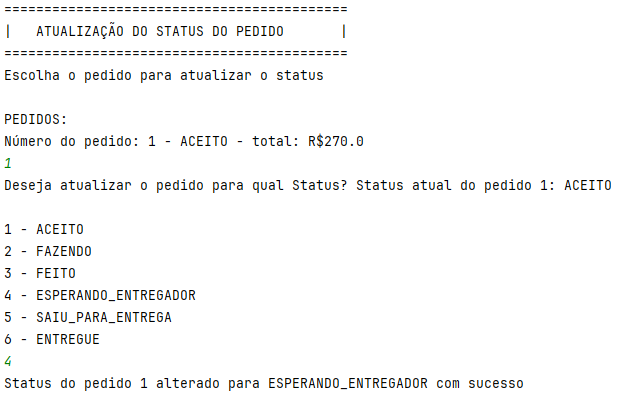 ===========================================
|   ATUALIZAÇÃO DO STATUS DO PEDIDO       |
===========================================
Escolha o pedido para atualizar o status
PEDIDOS:
Número do pedido: 1 - ACEITO - total: R$270.0
1
Deseja atualizar o pedido para qual Status? Status atual do pedido 1: ACEITO
1 - ACEITO
2 - FAZENDO
3 - FEITO
4 - ESPERANDO_ENTREGADOR
5 - SAIU_PARA_ENTREGA
6 - ENTREGUE
4
Status do pedido 1 alterado para ESPERANDO_ENTREGADOR com sucesso